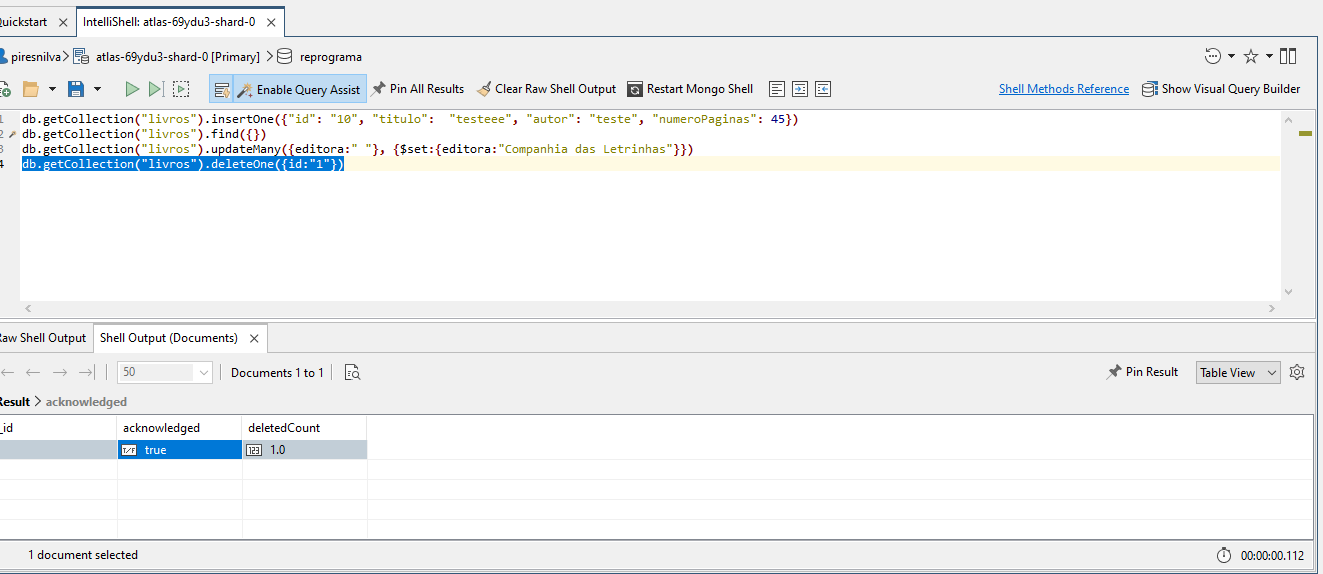 Quickstart IntelliShell: atlas-69ydu3-shard-0
piresnilva atlas-69ydu3-shard-0 [Primary] reprograma
Enable Query Assist Pin All Results Clear Raw Shell Output Restart Mongo Shell Shell Methods Reference Show Visual Query Builder
1 db.getCollection("livros").insertOne({"id": "10", "titulo":  "testeee", "autor": "teste", "numeroPaginas": 45})
2 db.getCollection("livros").find({})
3 db.getCollection("livros").updateMany({editora:" "}, {$set:{editora:"Companhia das Letrinhas"}})
4 db.getCollection("livros").deleteOne({id:"1"})
Raw Shell Output Shell Output (Documents)
50 Documents 1 to 1 Pin Result Table View
Result acknowledged
_id acknowledged deletedCount
T/F true 123 1.0
1 document selected 00:00:00.112